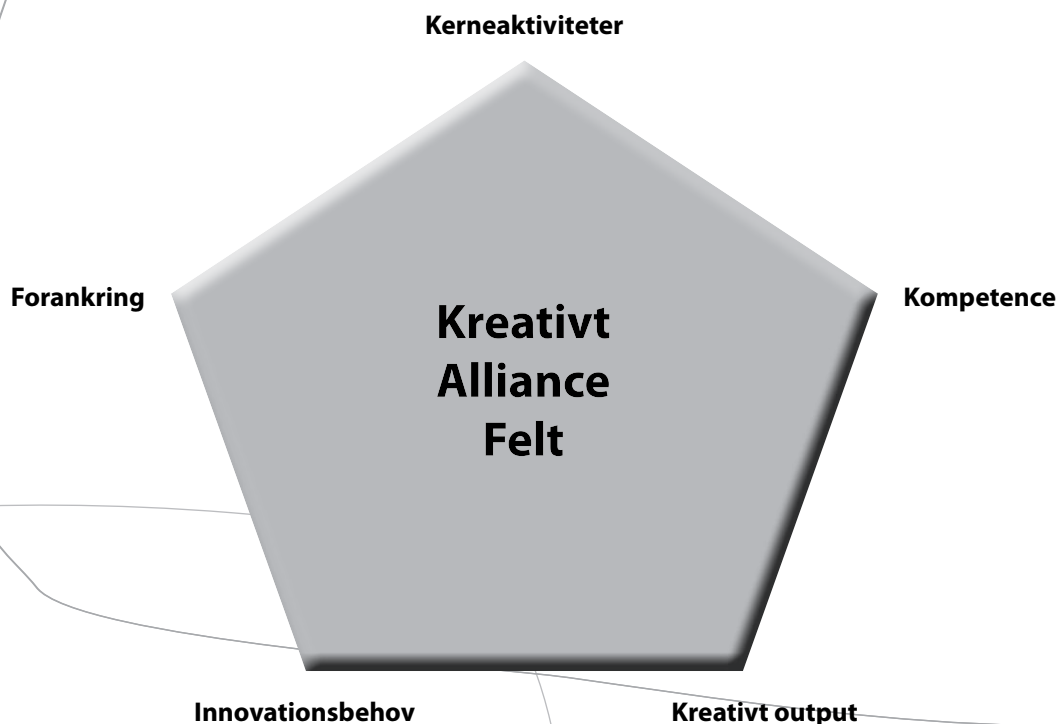 Kerneaktiviteter
Forankring
Kompetence
Kreativt
Alliance
Felt
Innovationsbehov
Kreativt output